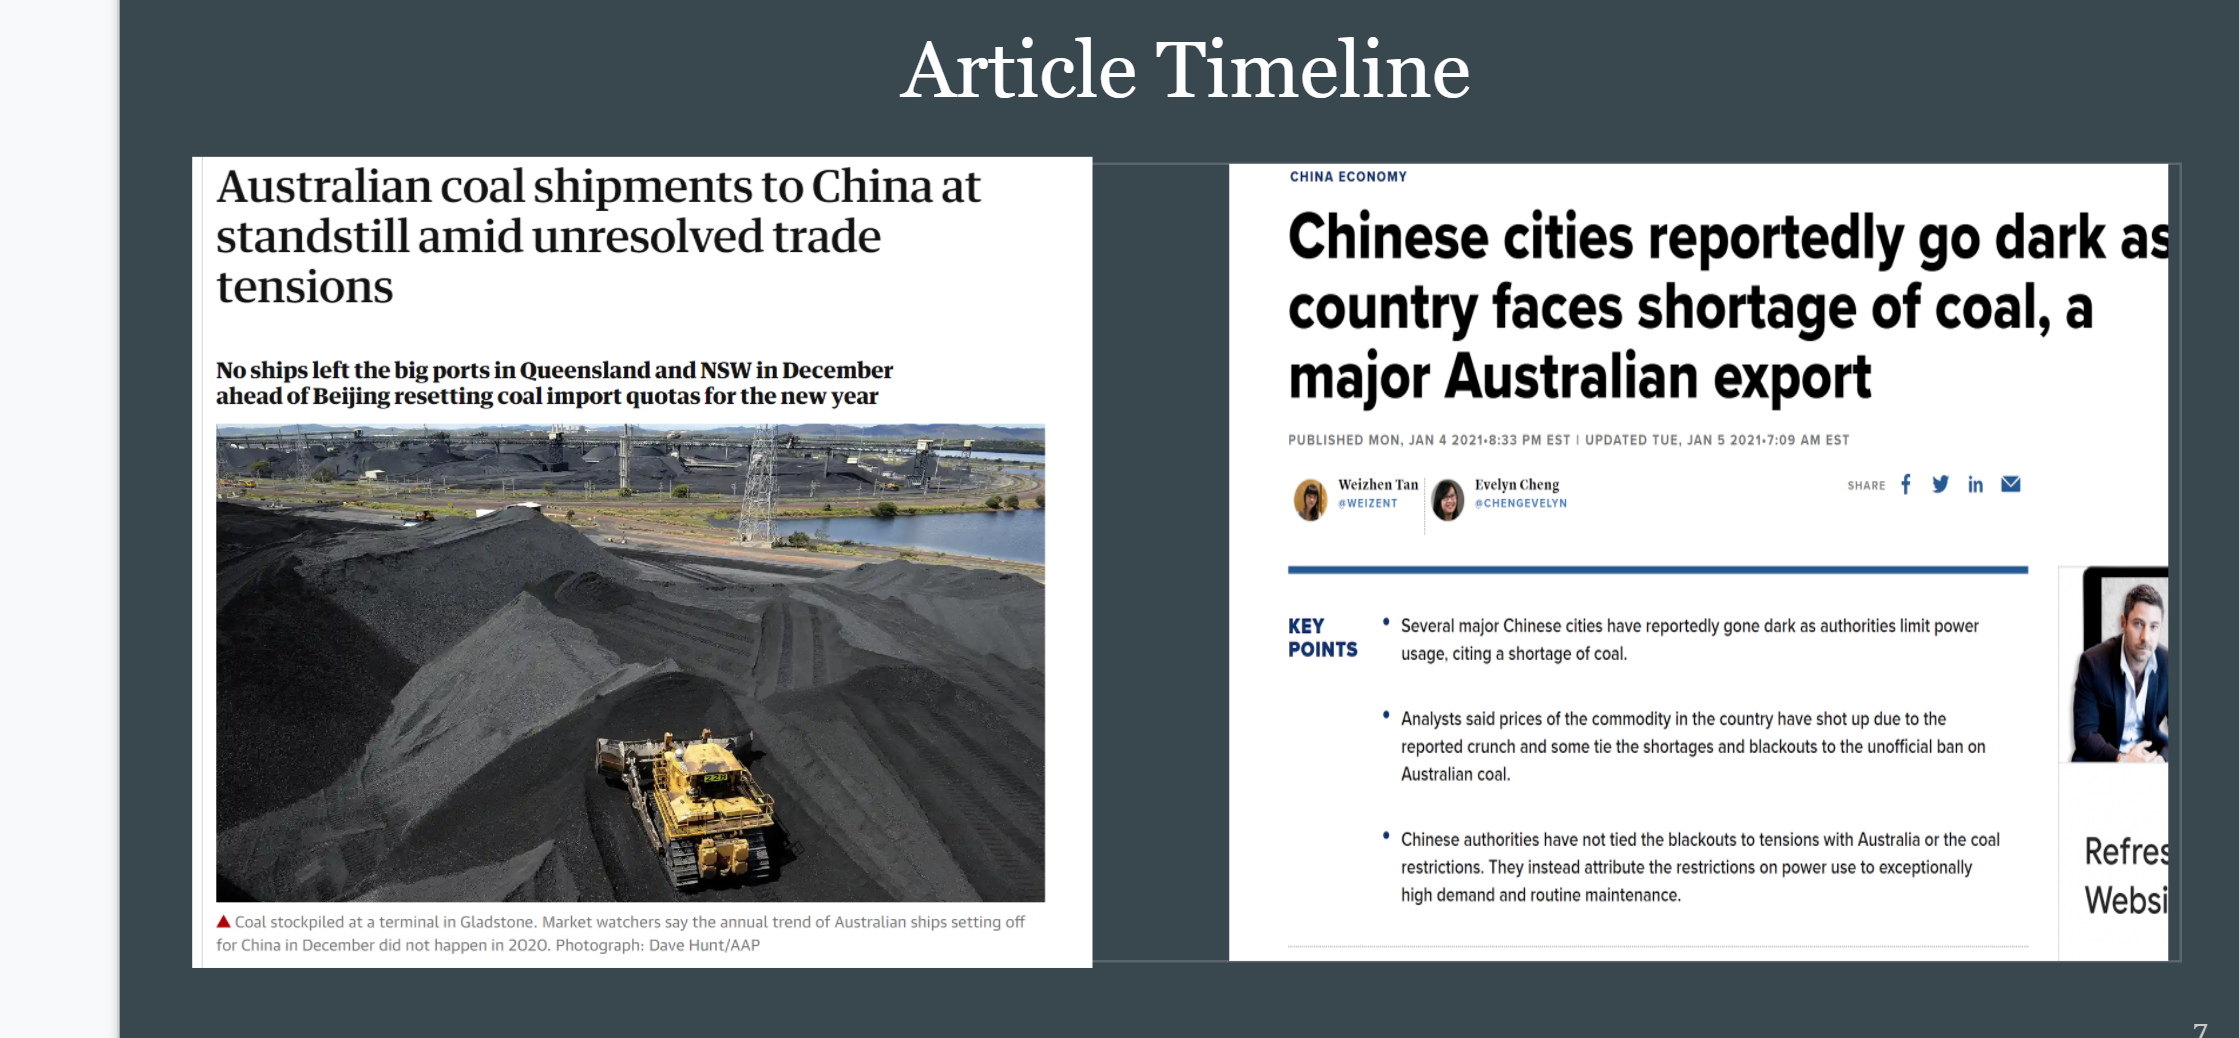 Article Timeline
Australian coal shipments to China at
standstill amid unresolved trade
tensions
No ships left the big ports in Queensland and NSW in December
ahead of Beijing resetting coal import quotas for the new year
Coal stockpiled at a terminal in Gladstone. Market watchers say the annual trend of Australian ships setting off
for China in December did not happen in 2020. Photograph: Dave Hunt/AAP
CHINA ECONOMY
Chinese cities reportedly go dark as
country faces shortage of coal, a
major Australian export
PUBLISHED MON, JAN 4 2021•8:33 PM EST | UPDATED TUE, JAN 5 2021•7:09 AM EST
Weizhen Tan
@WEIZENT
Evelyn Cheng
@CHENGEVELYN
SHARE
KEY
POINTS
• Several major Chinese cities have reportedly gone dark as authorities limit power
usage, citing a shortage of coal.
• Analysts said prices of the commodity in the country have shot up due to the
reported crunch and some tie the shortages and blackouts to the unofficial ban on
Australian coal.
• Chinese authorities have not tied the blackouts to tensions with Australia or the coal
restrictions. They instead attribute the restrictions on power use to exceptionally
high demand and routine maintenance.
Refres
Websi
7